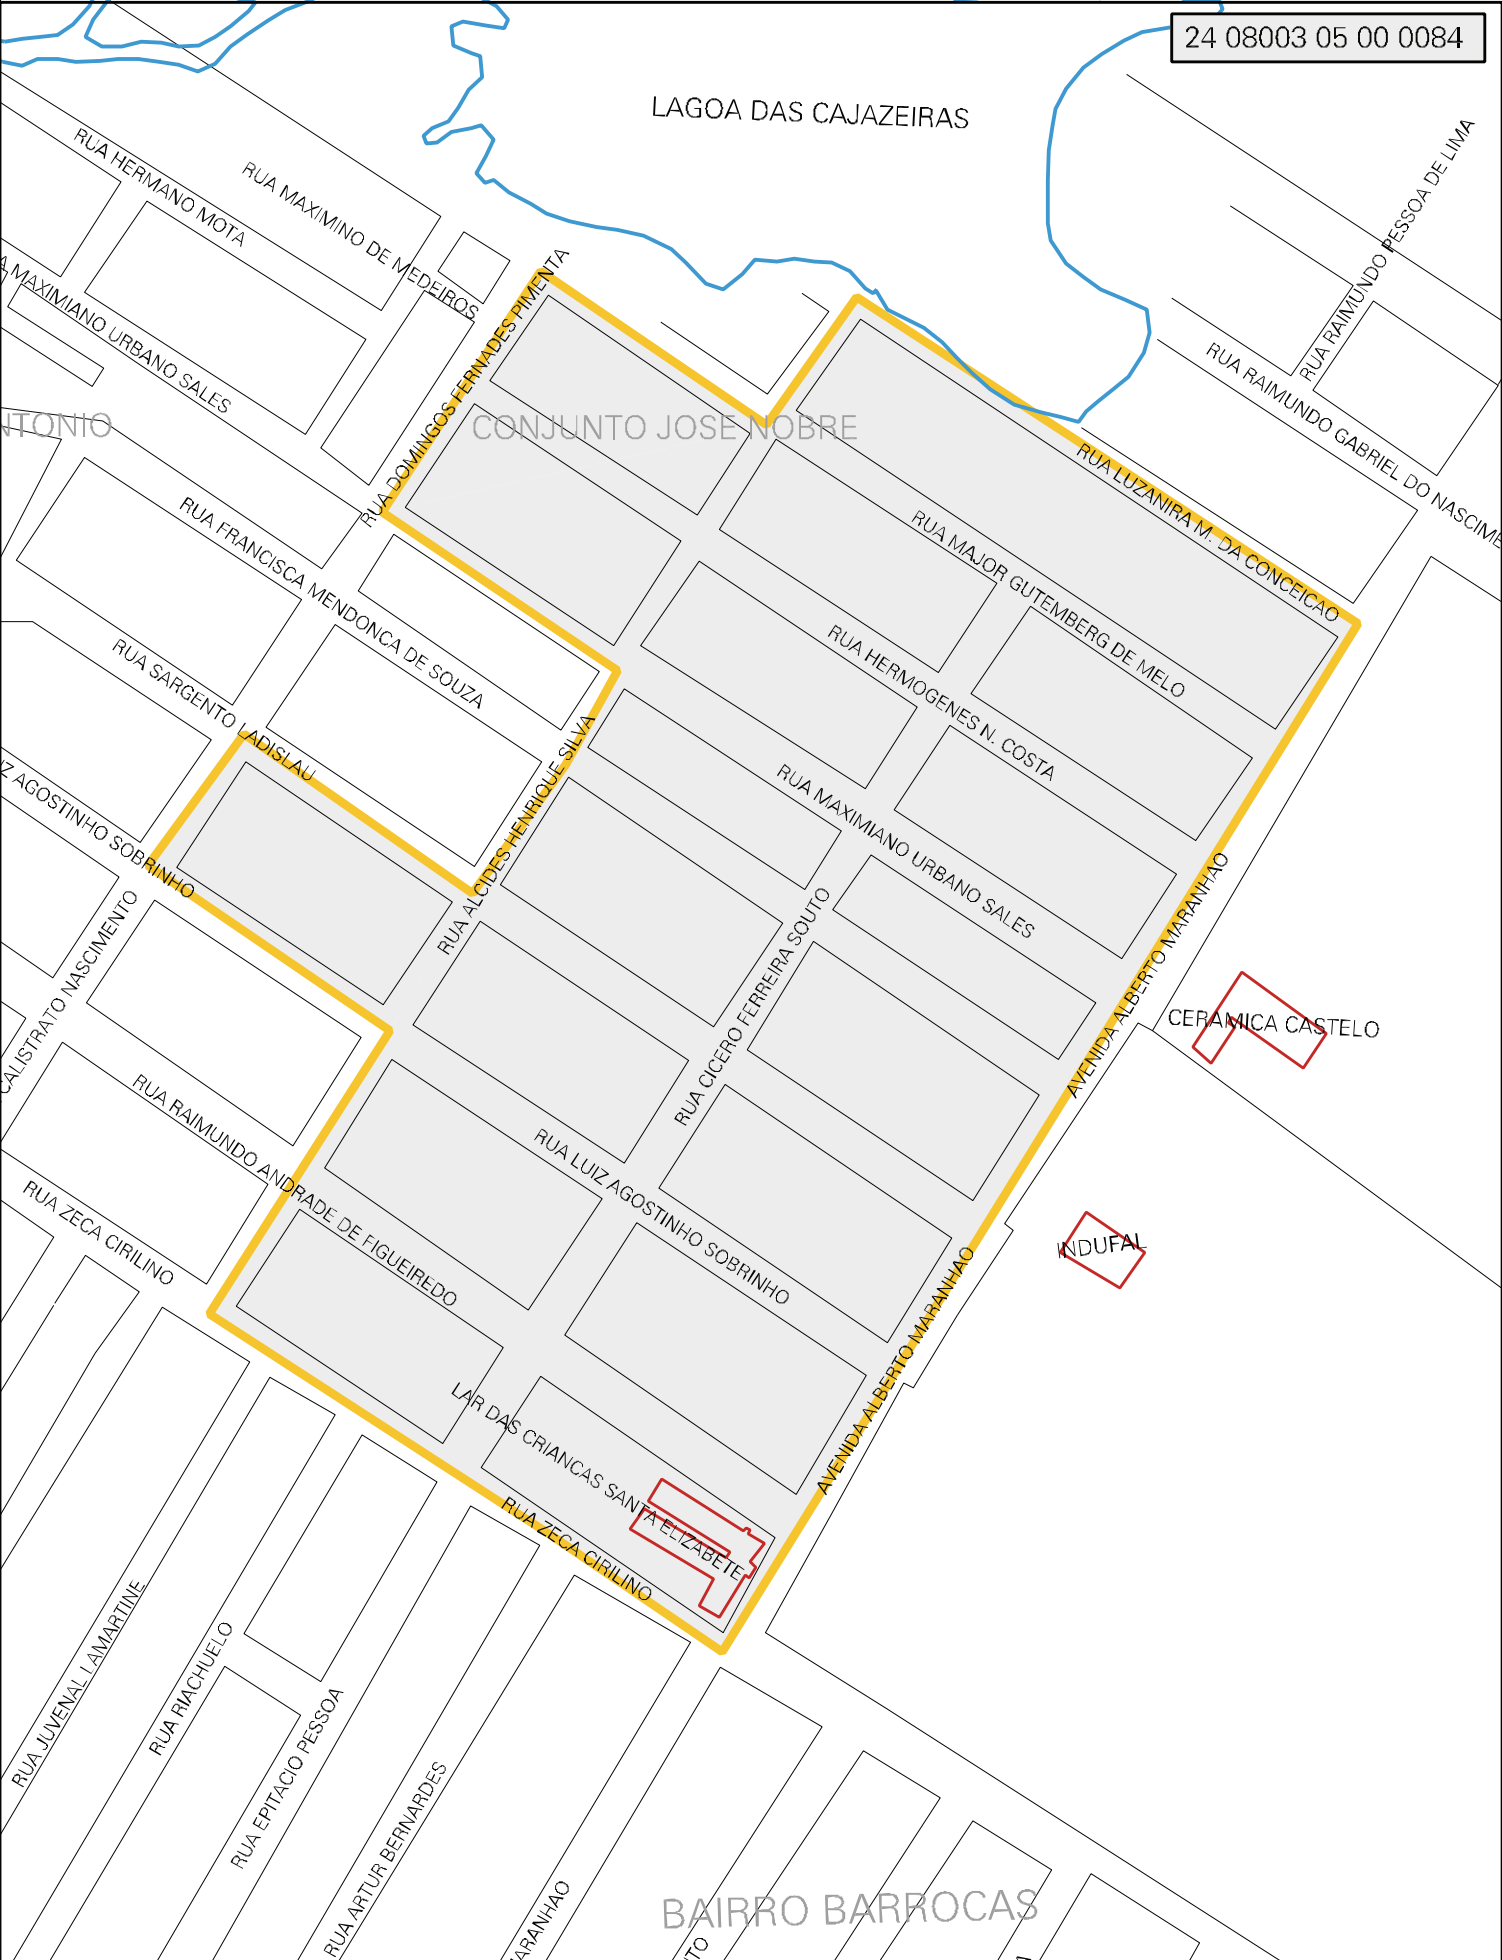 24 08003 05 00 0084
LAGOA DAS CAJAZEIRAS
RUA HERMANO MOTA
RUA MAXIMINO DE MEDEIROS
RUA RAIMUNDO PESSOA DE LIMA
MAXIMIANO URBANO SALES
RUA DOMINGOS FERNADES PIMENTA
RUA RAIMUNDO GABRIEL DO NASCIME
NTONIO
CONJUNTO JOSE NOBRE
RUA LUZANIRA M. DA CONCEICAO
RUA FRANCISCA MENDONCA DE SOUZA
RUA MAJOR GUTEMBERG DE MELO
RUA HERMOGENES N. COSTA
RUA SARGENTO LADISLAU
RUA ALCIDES HENRIQUE SILVA
RUA MAXIMIANO URBANO SALES
IZ AGOSTINHO SOBRINHO
CALISTRATO NASCIMENTO
RUA CICERO FERREIRA SOUTO
AVENIDA ALBERTO MARANHAO
CERAMICA CASTELO
RUA RAIMUNDO ANDRADE DE FIGUEIREDO
RUA LUIZ AGOSTINHO SOBRINHO
RUA ZECA CIRILINO
INDUFAL
AVENIDA ALBERTO MARANHAO
LAR DAS CRIANCAS SANTA ELIZABETE
RUA ZECA CIRILINO
RUA JUVENAL LAMARTINE
RUA RIACHUELO
RUA EPITACIO PESSOA
RUA ARTUR BERNARDES
ARANHAO
TO
BAIRRO BARROCAS